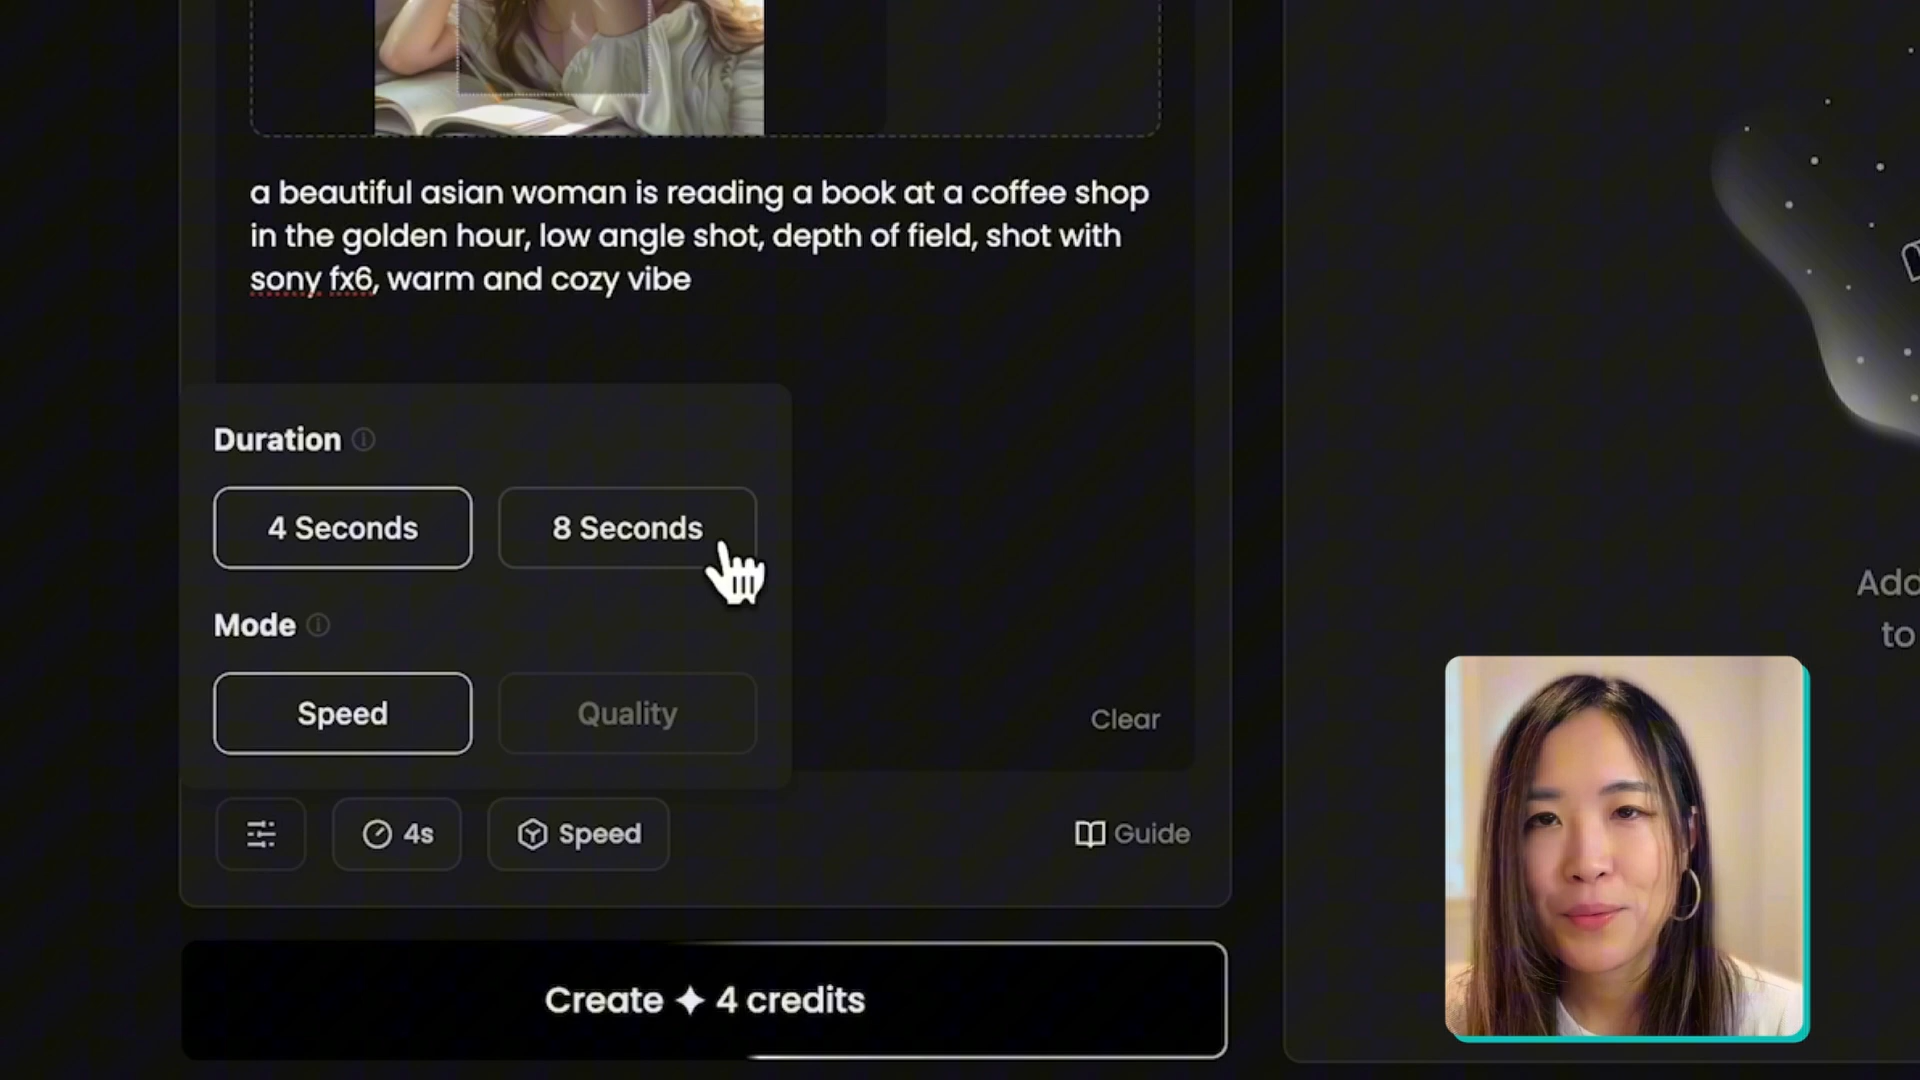 a beautiful asian woman is reading a book at a coffee shop
in the golden hour, low angle shot, depth of field, shot with
sony fx6, warm and cozy vibe
Duration
4 Seconds
8 Seconds
Mode
Speed
Quality
Clear
4s
Speed
Guide
Create ✦ 4 credits
to